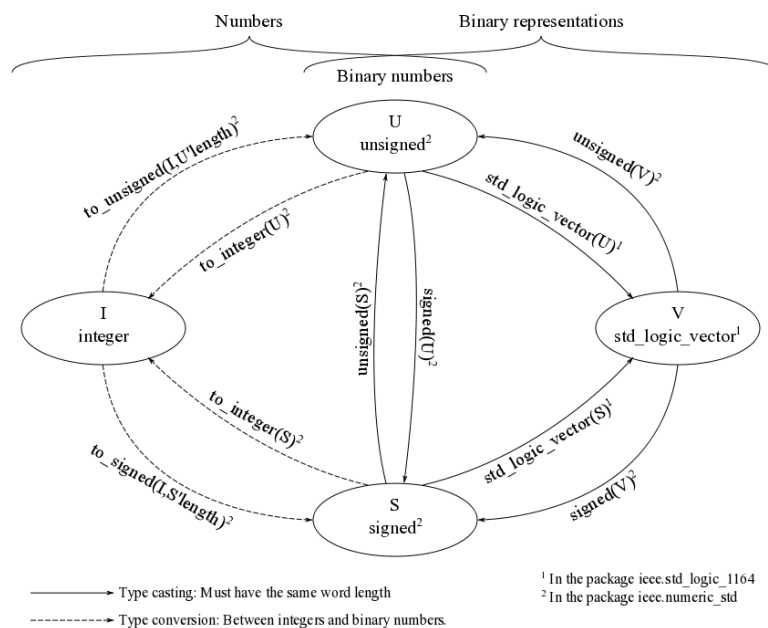 Numbers
Binary representations
Binary numbers
U
unsigned²
to_unsigned(I,U'length)²
unsigned(V)²
to_integer(U)²
std_logic_vector(U)¹
I
integer
unsigned(S)²
signed(U)²
V
std_logic_vector¹
to_integer(S)²
std_logic_vector(S)¹
to_signed(I,S'length)²
signed(V)²
S
signed²
Type casting: Must have the same word length
Type conversion: Between integers and binary numbers.
¹ In the package ieee.std_logic_1164
² In the package ieee.numeric_std